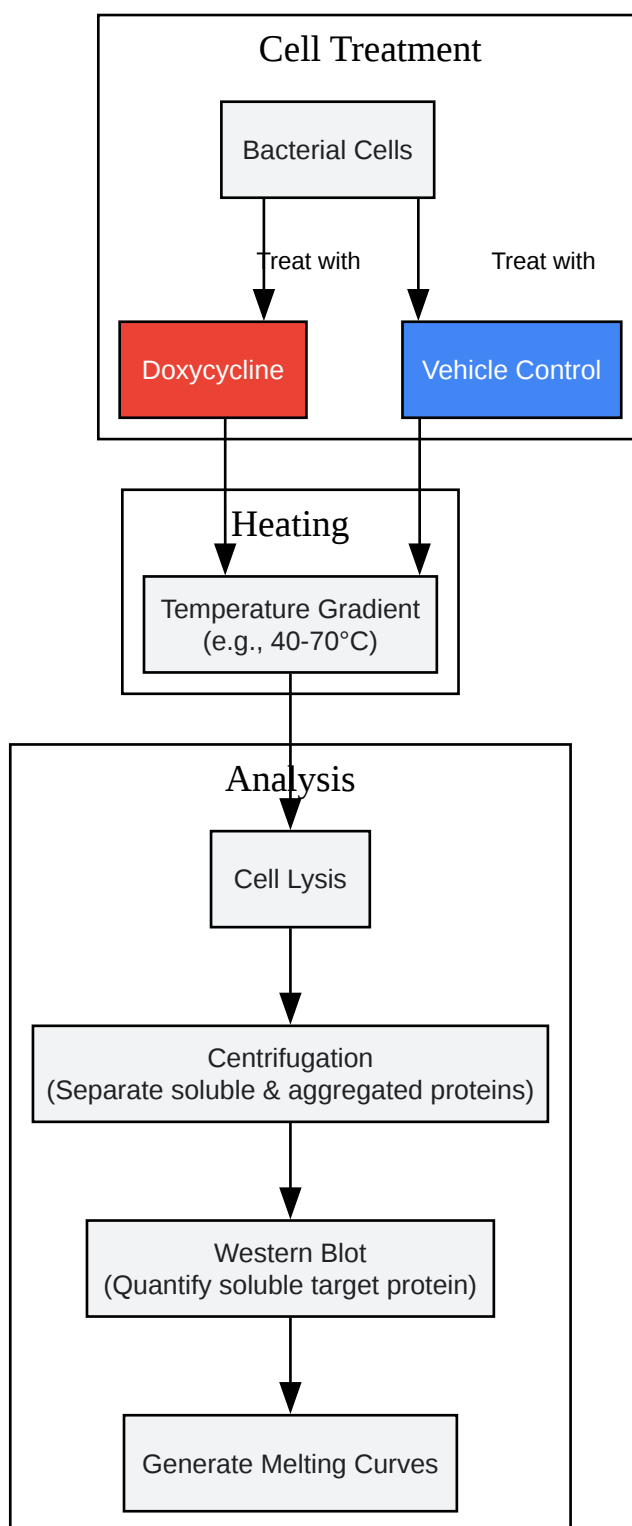 Cell Treatment
Bacterial Cells
Treat with
Treat with
Doxycycline
Vehicle Control
Heating
Temperature Gradient
(e.g., 40-70°C)
Analysis
Cell Lysis
Centrifugation
(Separate soluble & aggregated proteins)
Western Blot
(Quantify soluble target protein)
Generate Melting Curves